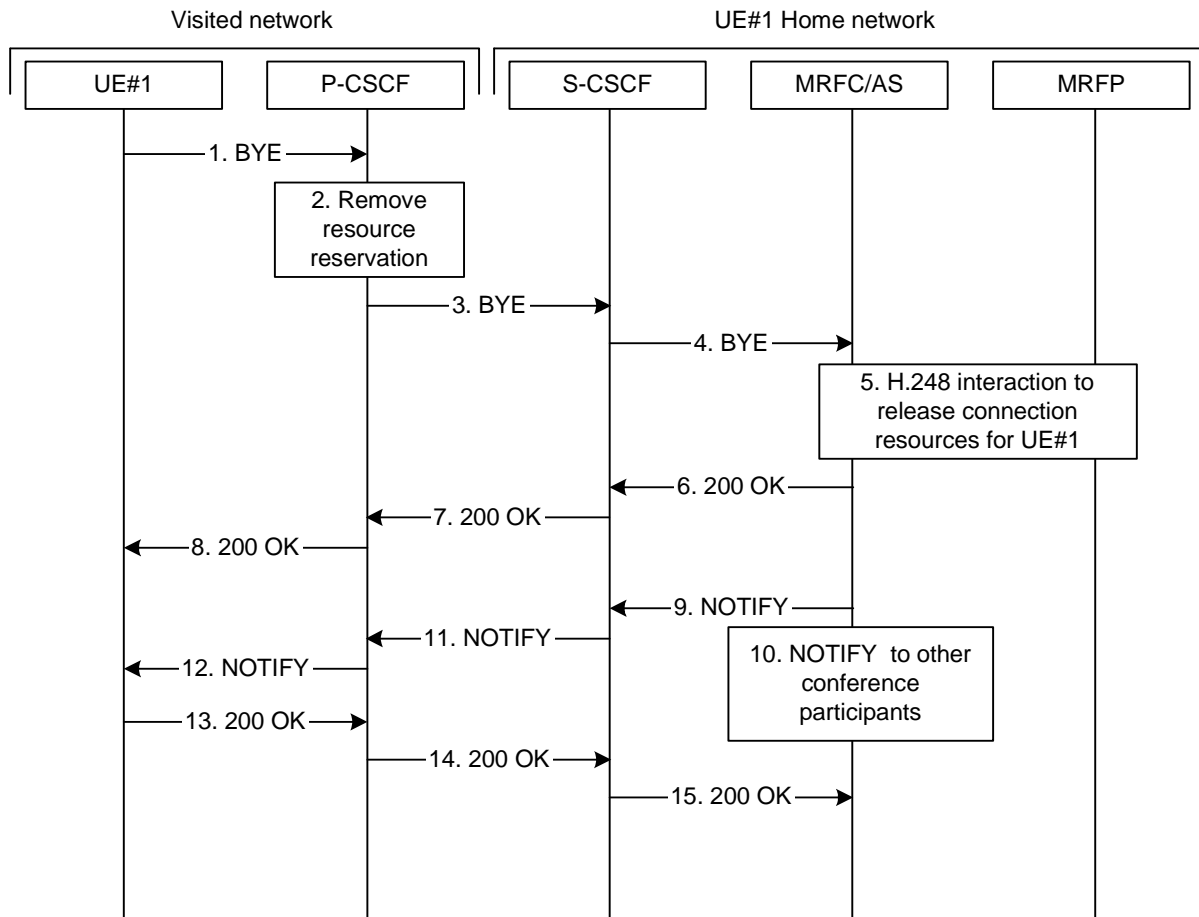 Visited network
UE#1 Home network
UE#1
P-CSCF
S-CSCF
MRFC/AS
MRFP
1. BYE
2. Remove
resource
reservation
3. BYE
4. BYE
5. H.248 interaction to
release connection
resources for UE#1
6. 200 OK
7. 200 OK
8. 200 OK
9. NOTIFY
10. NOTIFY to other
conference
participants
11. NOTIFY
12. NOTIFY
13. 200 OK
14. 200 OK
15. 200 OK